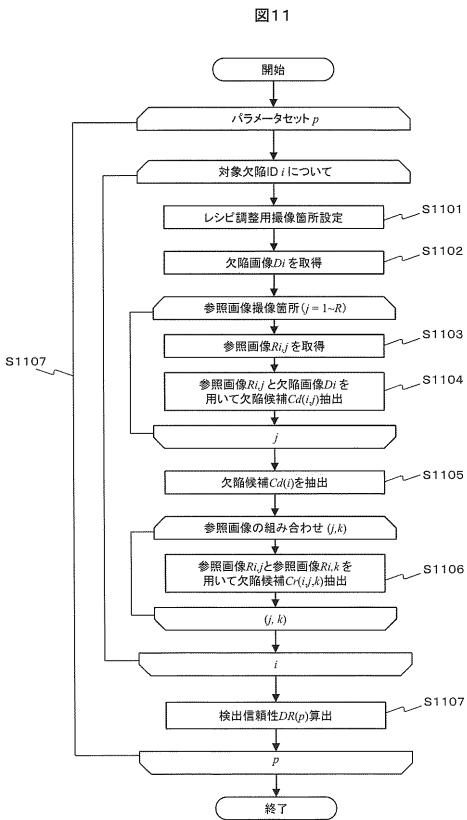 図11
開始
パラメータセット p
対象欠陥ID i について
レシピ調整用撮像箇所設定
S1101
欠陥画像Di を取得
S1102
参照画像撮像箇所(j = 1~R)
参照画像Ri,j を取得
S1103
参照画像Ri,j と欠陥画像Di を
用いて欠陥候補Cd(i,j)抽出
S1104
S1107
j
欠陥候補Cd(i)を抽出
S1105
参照画像の組み合わせ (j,k)
参照画像Ri,jと参照画像Ri,k を
用いて欠陥候補Cr(i,j,k)抽出
S1106
(j, k)
i
検出信頼性DR(p)算出
S1107
p
終了